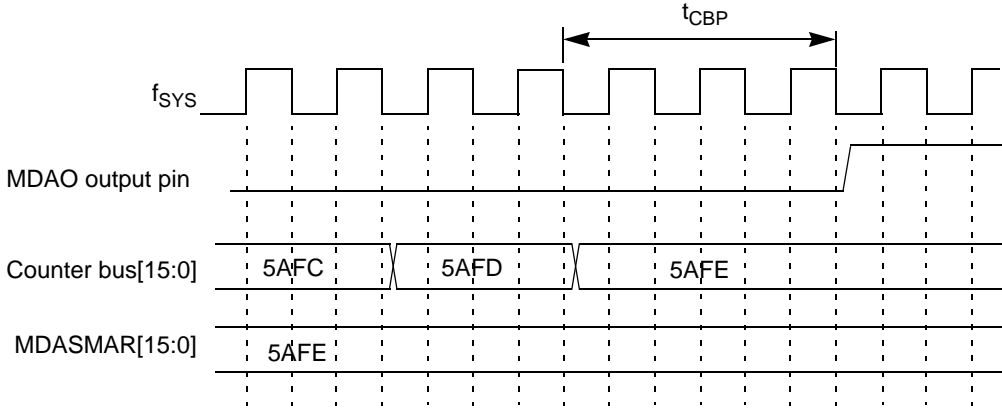 tCBP
fSYS
MDAO output pin
Counter bus[15:0]
5AFC
5AFD
5AFE
MDASMAR[15:0]
5AFE